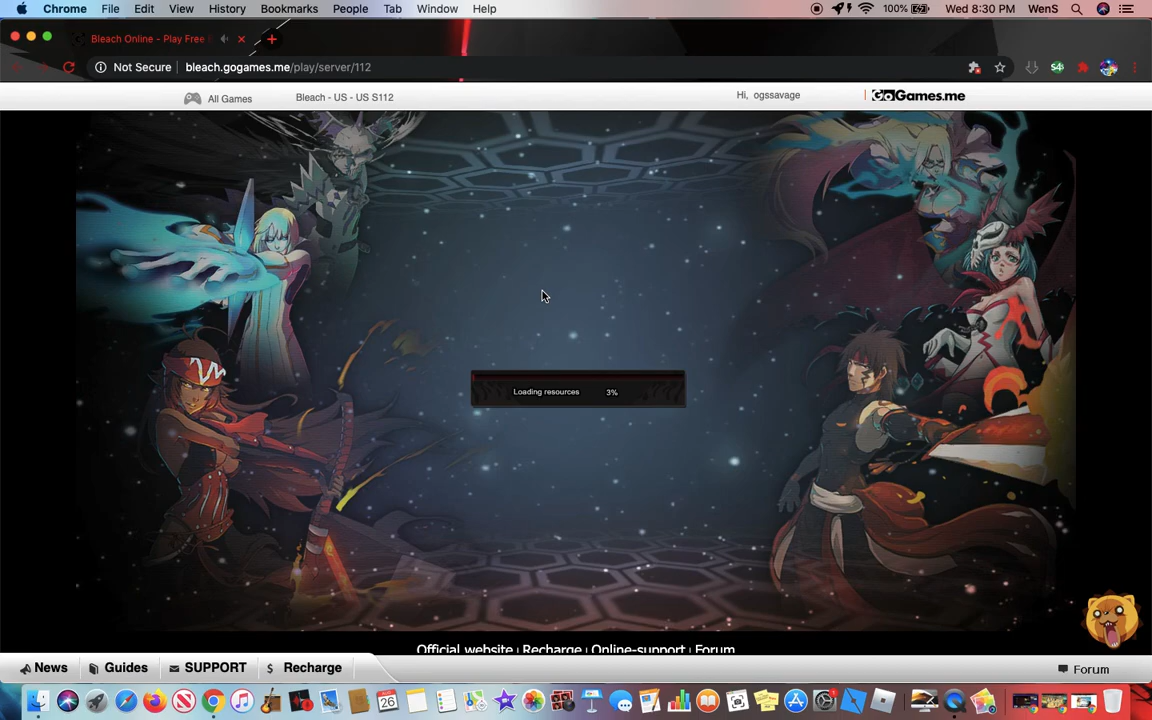 Chrome File Edit View History Bookmarks People Tab Window Help 100% Wed 8:30 PM WenS
Bleach Online - Play Free
Not Secure bleach.gogames.me/play/server/112
All Games Bleach - US - US S112 Hi, ogssavage GoGames.me
Loading resources 3%
Official website | Recharge | Online-support | Forum
News Guides SUPPORT $ Recharge Forum
26